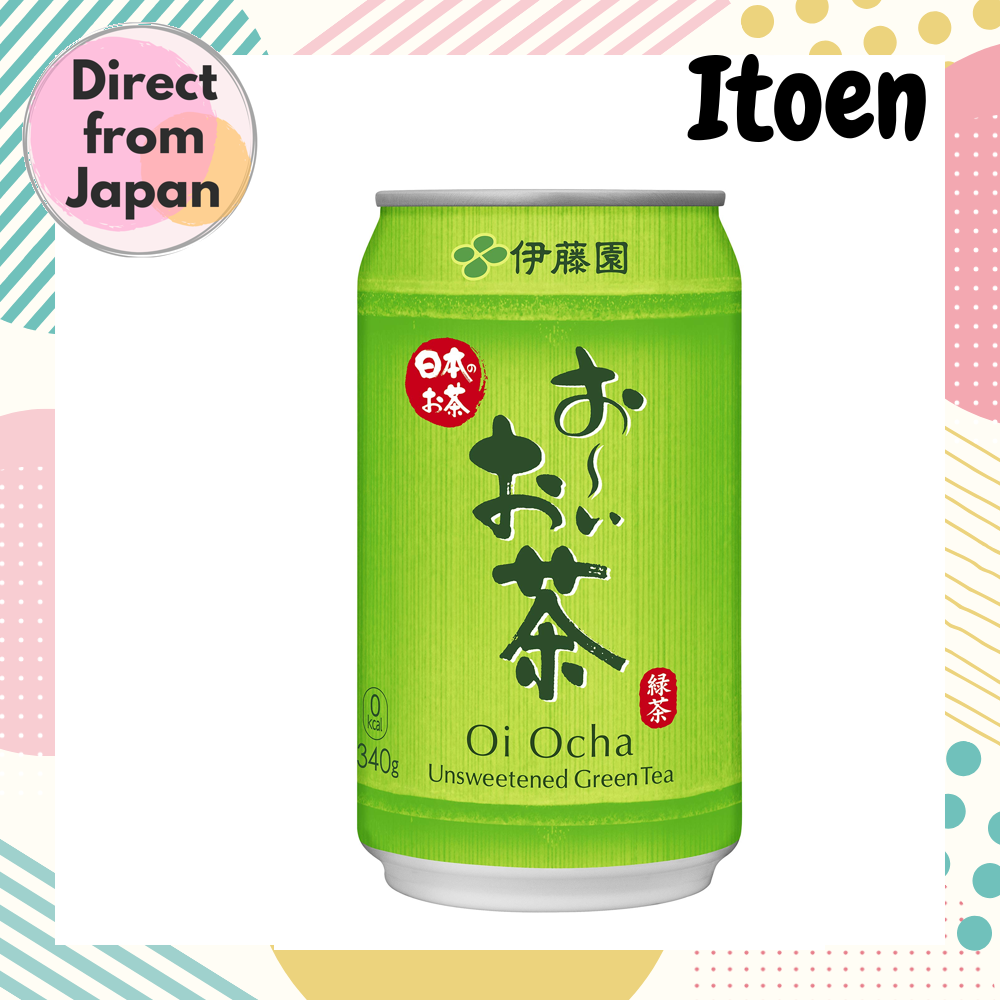 Direct
from
Japan
Itoen
伊藤園
日本の
お茶
お〜い
お茶
緑茶
0
kcal
340g
Oi Ocha
Unsweetened Green Tea